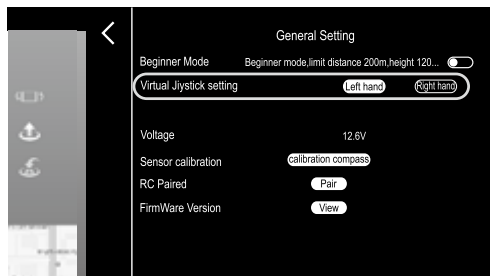 General Setting
Beginner Mode Beginner mode,limit distance 200m,height 120...
Virtual Jiystick setting Left hand Right hand
Voltage 12.6V
Sensor calibration calibration compass
RC Paired Pair
FirmWare Version View